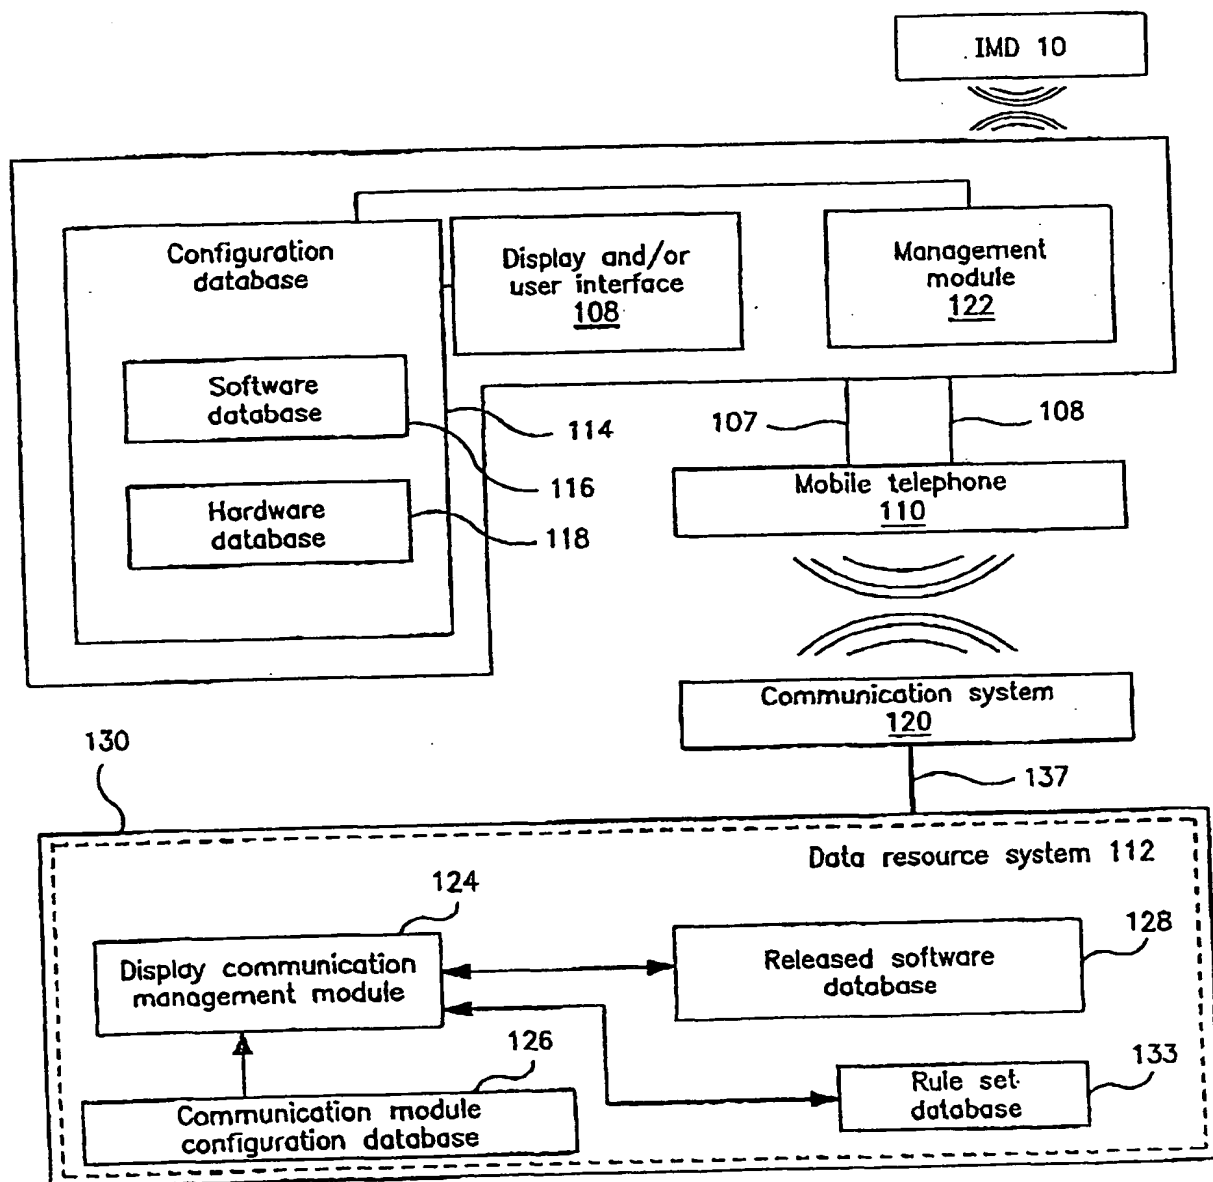 IMD 10
Configuration
database
Display and/or
user interface
108
Management
module
122
Software
database
114
107
108
116
Mobile telephone
110
Hardware
database
118
Communication system
120
130
137
Data resource system 112
124
128
Display communication
management module
Released software
database
126
133
Rule set
database
Communication module
configuration database